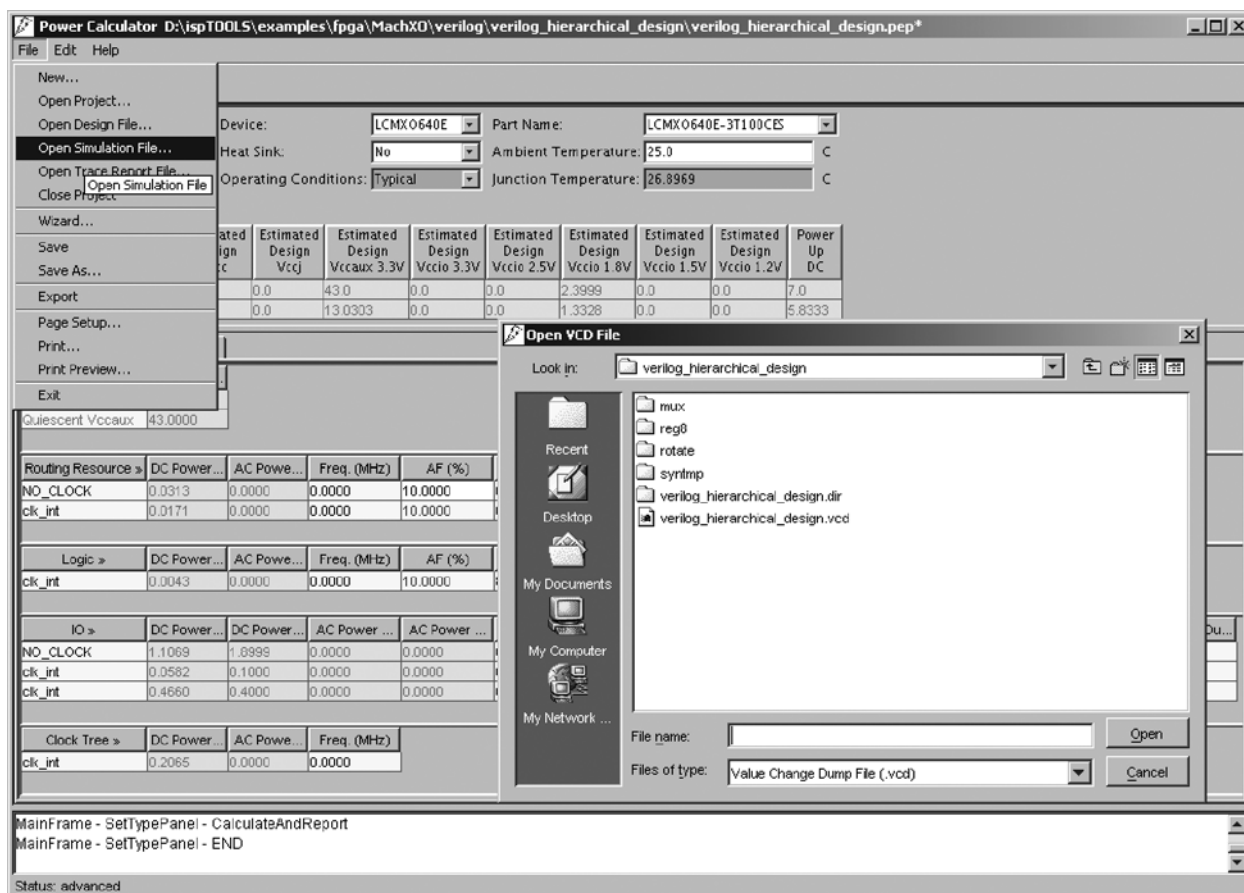 Power Calculator D:\ispTOOLS\examples\fpga\MachXO\verilog\verilog_hierarchical_design\verilog_hierarchical_design.pep*
File Edt Help
New...
Open Project...
Open Design File...
Open Simulation File...
Open Trace Report File...
Open Simulation File
Close Project
Wizard...
Save
Save As...
Export
Page Setup...
Print...
Print Preview...
Exit
Device: LCMXO640E Part Name: LCMXO640E-3T100CES
Heat Sink: No Ambient Temperature: 25.0 C
Operating Conditions: Typical Junction Temperature: 26.8969 C
ated Estimated Estimated Estimated Estimated Estimated Estimated Estimated Power
ign Design Design Design Design Design Design Design Up
c Vccj Vccaux 3.3V Vccio 3.3V Vccio 2.5V Vccio 1.8V Vccio 1.5V Vccio 1.2V DC
0.0 43.0 0.0 0.0 2.3999 0.0 0.0 7.0
0.0 13.0303 0.0 0.0 1.3328 0.0 0.0 5.8333
Quiescent Vccaux 43.0000
Routing Resource » DC Power... AC Powe... Freq. (MHz) AF (%)
NO_CLOCK 0.0313 0.0000 0.0000 10.0000
clk_int 0.0171 0.0000 0.0000 10.0000
Logic » DC Power... AC Powe... Freq. (MHz) AF (%)
clk_int 0.0043 0.0000 0.0000 10.0000
IO » DC Power... DC Power... AC Power ... AC Power ... Du...
NO_CLOCK 1.1069 1.8999 0.0000 0.0000
clk_int 0.0582 0.1000 0.0000 0.0000
clk_int 0.4660 0.4000 0.0000 0.0000
Clock Tree » DC Power... AC Powe... Freq. (MHz)
clk_int 0.2065 0.0000 0.0000
Open VCD File
Look in: verilog_hierarchical_design
Recent
Desktop
My Documents
My Computer
My Network ...
mux
reg8
rotate
syntmp
verilog_hierarchical_design.dir
verilog_hierarchical_design.vcd
File name: Open
Files of type: Value Change Dump File (.vcd) Cancel
MainFrame - SetTypePanel - CalculateAndReport
MainFrame - SetTypePanel - END
Status: advanced